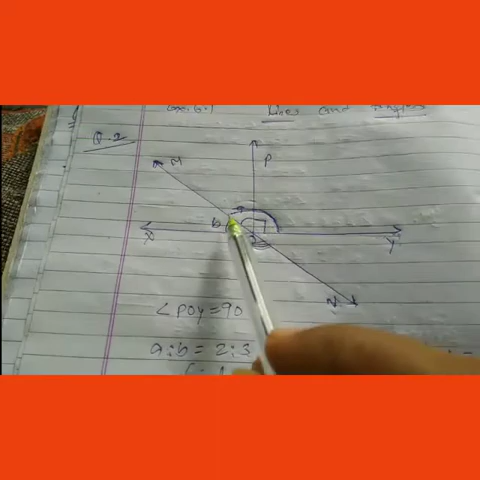 Lines and Angles
Q-2
M
P
b
X
Y
N
∠POY=90
a:b = 2:3